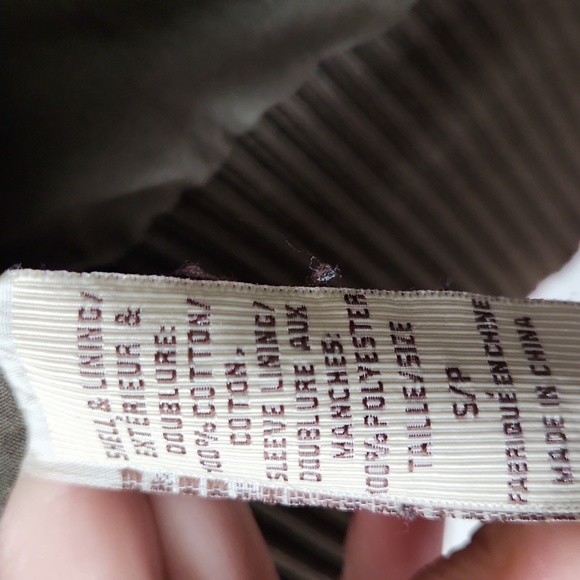 SHELL & LINING/
EXTÉRIEUR &
DOUBLURE:
100% COTTON/
COTON,
SLEEVE LINING/
DOUBLURE AUX
MANCHES:
100% POLYESTER
TAILLE/SIZE
S/P
FABRIQUÉ EN CHINE
MADE IN CHINA